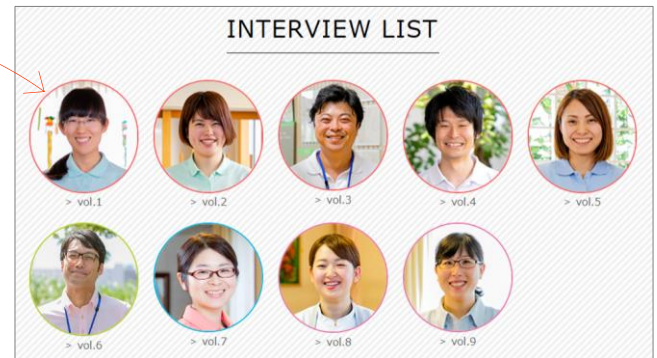 INTERVIEW LIST
> vol.1
> vol.2
> vol.3
> vol.4
> vol.5
> vol.6
> vol.7
> vol.8
> vol.9